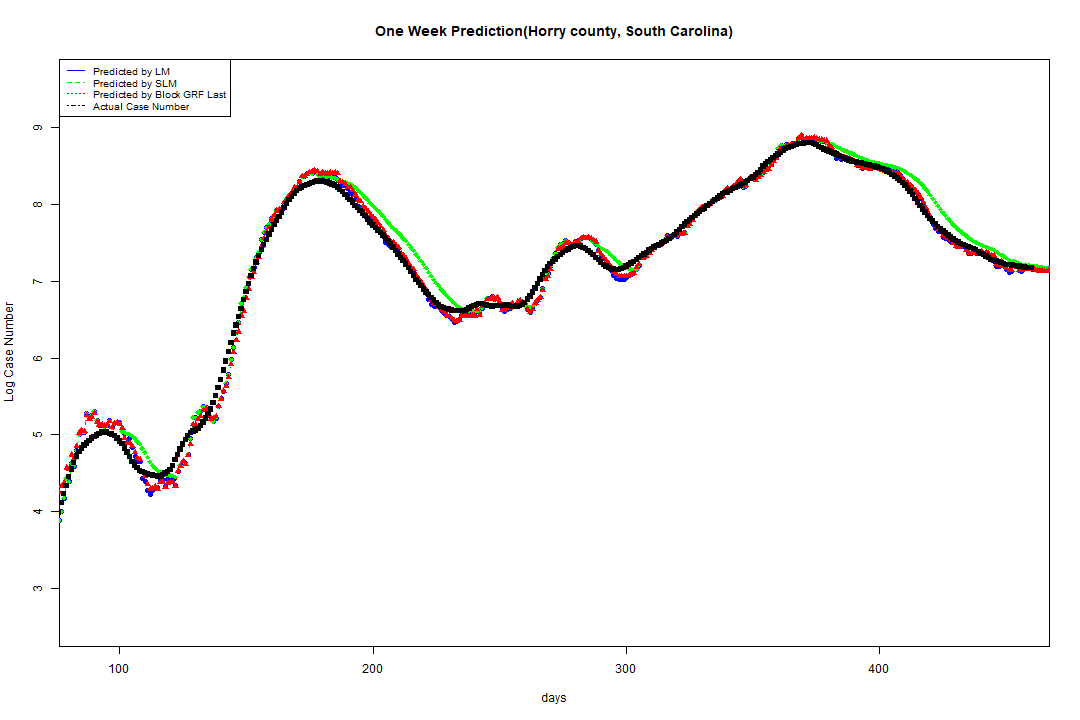 One Week Prediction(Horry county, South Carolina)
Predicted by LM
Predicted by SLM
Predicted by Block GRF Last
Actual Case Number
9
8
7
6
5
4
3
Log Case Number
100 200 300 400
days